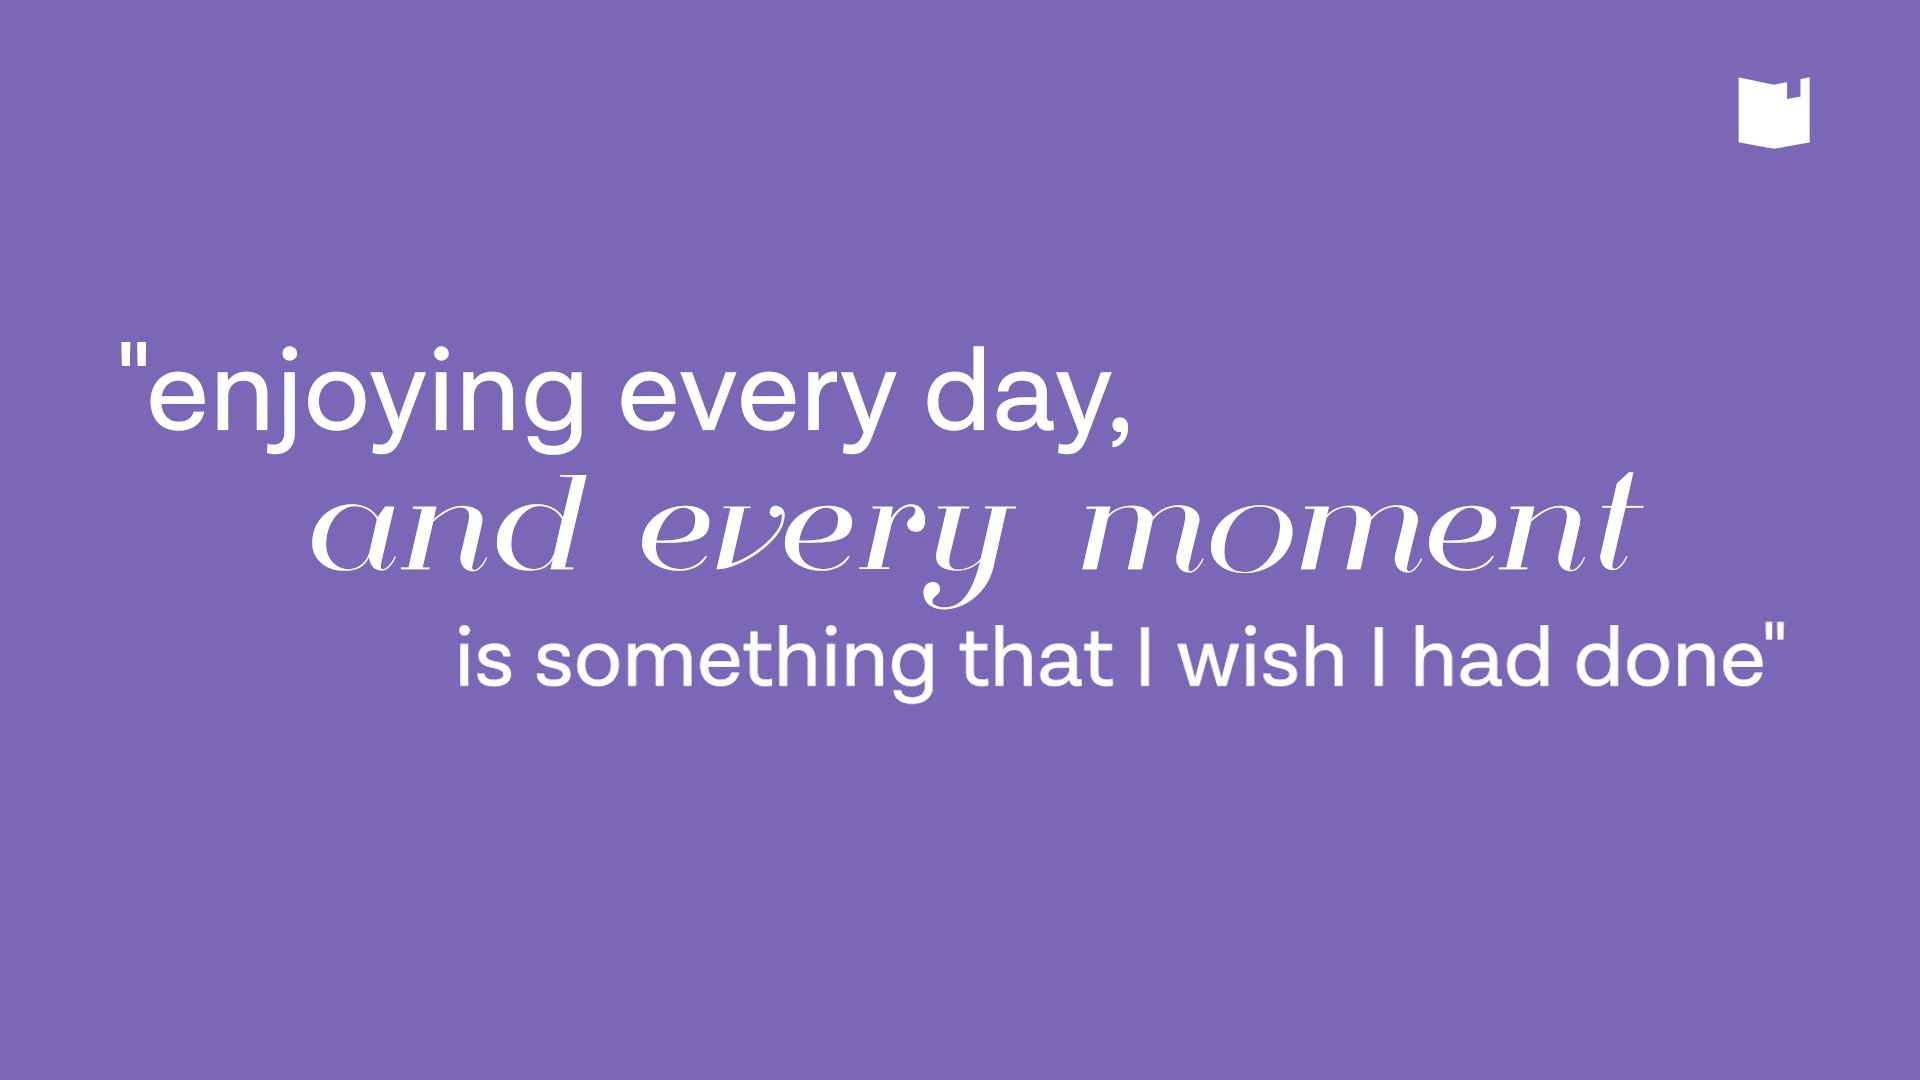 "enjoying every day,
and every moment
is something that I wish I had done"